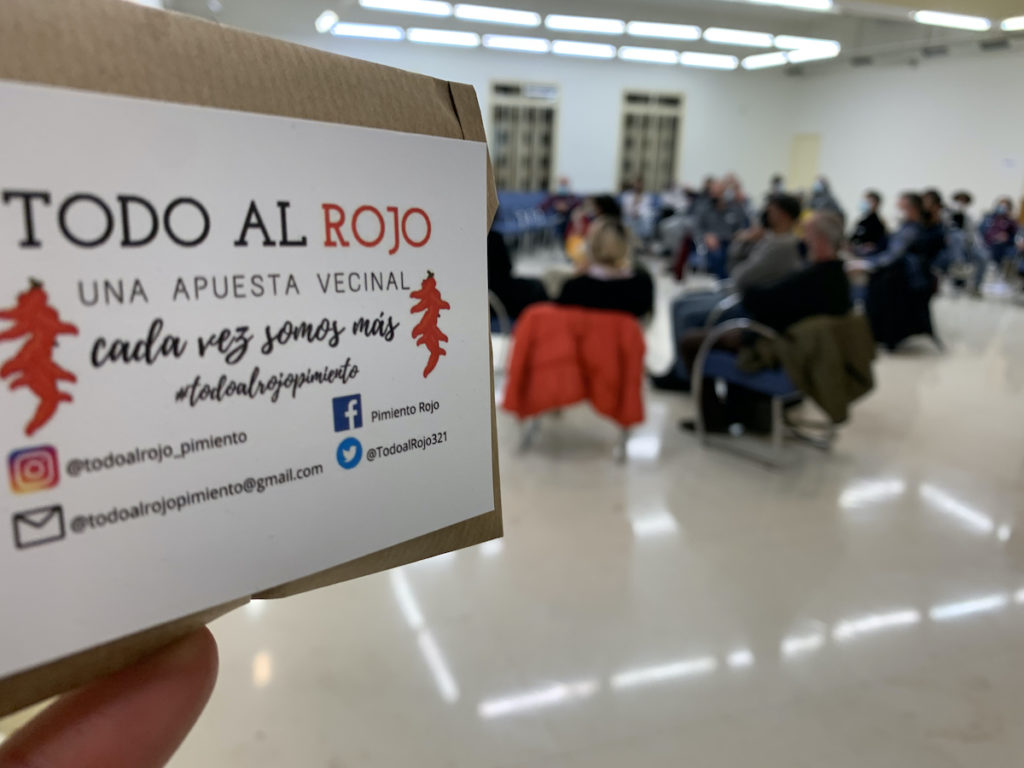 TODO AL ROJO
UNA APUESTA VECINAL
cada vez somos más
#todoalrojopimiento
Pimiento Rojo
@todoalrojo_pimiento
@TodoalRojo321
@todoalrojopimiento@gmail.com